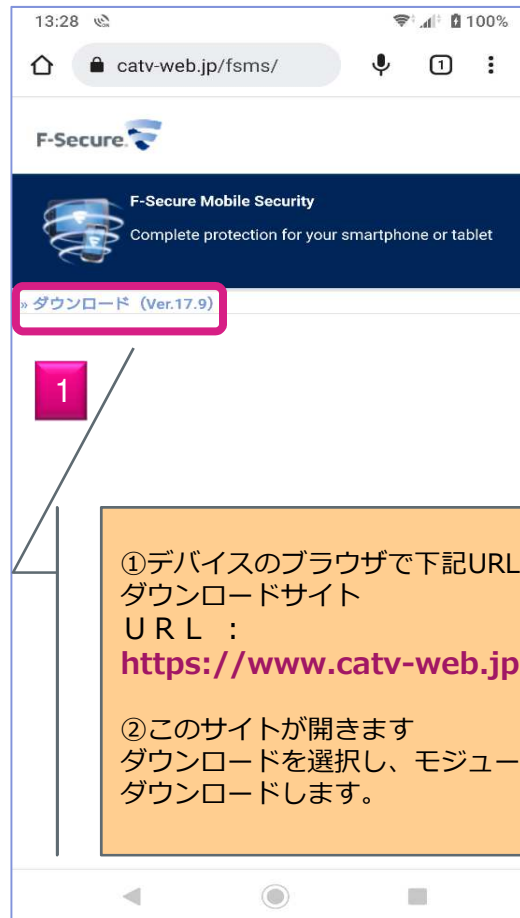 13:28
100%
catv-web.jp/fsms/
1
F-Secure.
F-Secure Mobile Security
Complete protection for your smartphone or tablet
» ダウンロード（Ver.17.9）
1
①デバイスのブラウザで下記URL
ダウンロードサイト
ＵＲＬ ：
https://www.catv-web.jp
②このサイトが開きます
ダウンロードを選択し、モジュー
ダウンロードします。